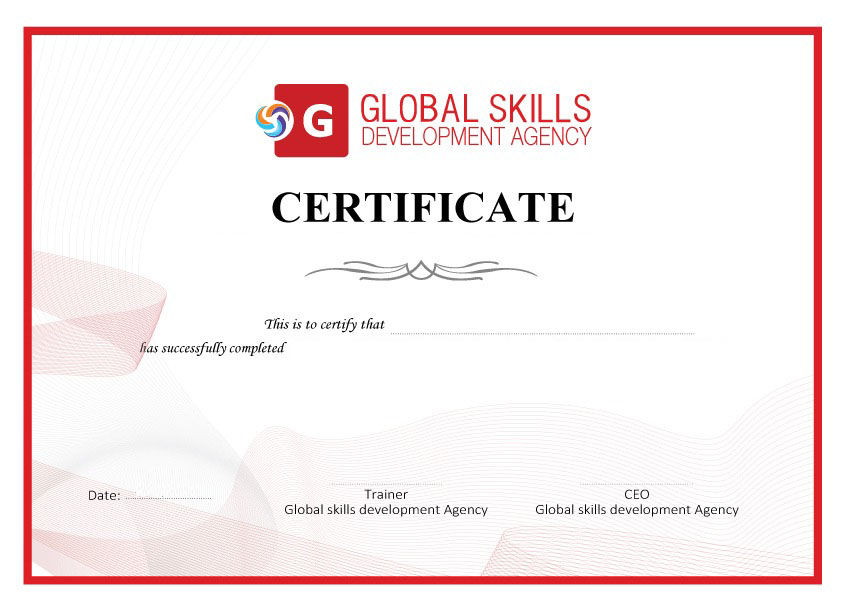 G
GLOBAL SKILLS
DEVELOPMENT AGENCY
CERTIFICATE
This is to certify that
has successfully completed
Date:
Trainer
Global skills development Agency
CEO
Global skills development Agency